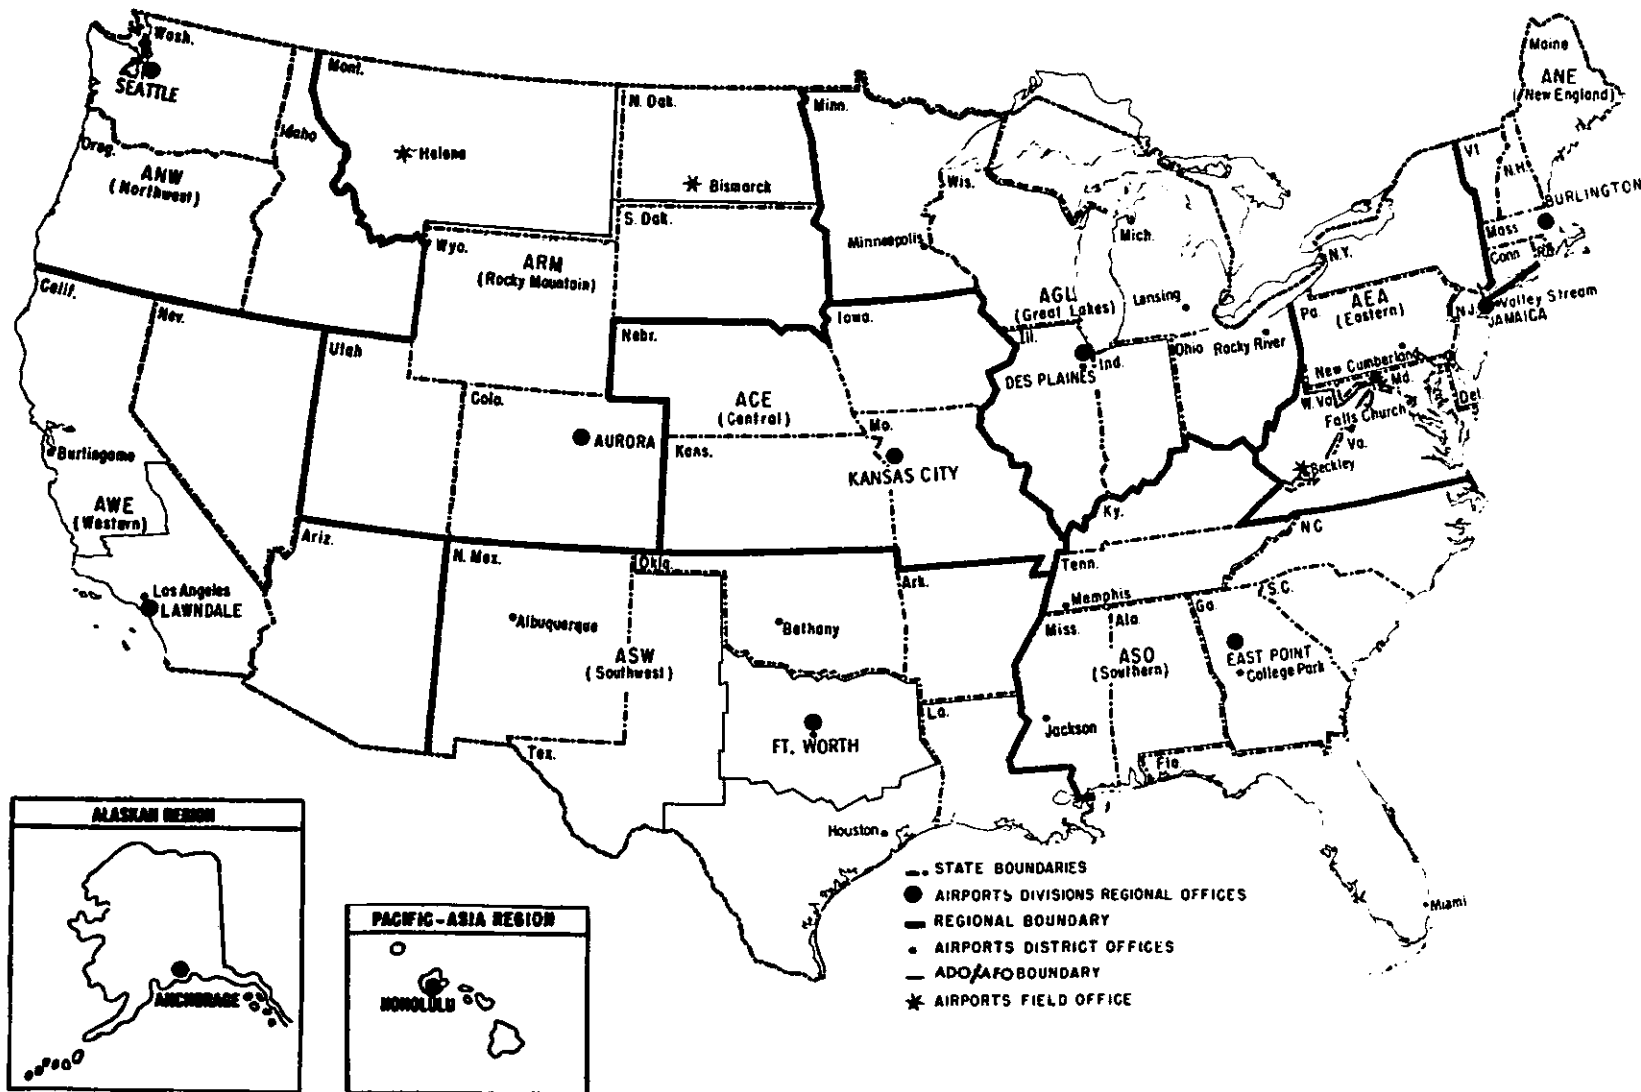 Wash.
SEATTLE
Mont.
Idaho
Oreg.
ANW
(Northwest)
Helena
N. Dak.
Bismarck
Minn.
S. Dak.
Wyo.
ARM
(Rocky Mountain)
Wis.
Minneapolis
Mich.
Lansing
AGL
(Great Lakes)
Maine
ANE
(New England)
Vt
N.H.
BURLINGTON
Mass
Conn
R.I.
N.Y.
Pa.
AEA
(Eastern)
N.J.
Valley Stream
JAMAICA
Calif.
Nev.
Utah
Nebr.
Iowa.
Ill.
Ind.
Ohio
Rocky River
DES PLAINES
New Cumberland
Md.
Del.
Falls Church
Va.
Beckley
Colo.
AURORA
ACE
(Central)
Kans.
Mo.
KANSAS CITY
Ky.
Burlingame
AWE
(Western)
Los Angeles
LAWNDALE
Ariz.
N. Mex.
Okla.
Albuquerque
ASW
(Southwest)
Bethany
Ark.
Tenn.
N C
Memphis
Miss.
Ala.
Ga.
S.C.
ASO
(Southern)
EAST POINT
College Park
La.
Jackson
FT. WORTH
Tex.
Fla.
Houston
Miami
ALASKAN REGION
ANCHORAGE
PACIFIC-ASIA REGION
HONOLULU
STATE BOUNDARIES
AIRPORTS DIVISIONS REGIONAL OFFICES
REGIONAL BOUNDARY
AIRPORTS DISTRICT OFFICES
ADO/AFO BOUNDARY
AIRPORTS FIELD OFFICE